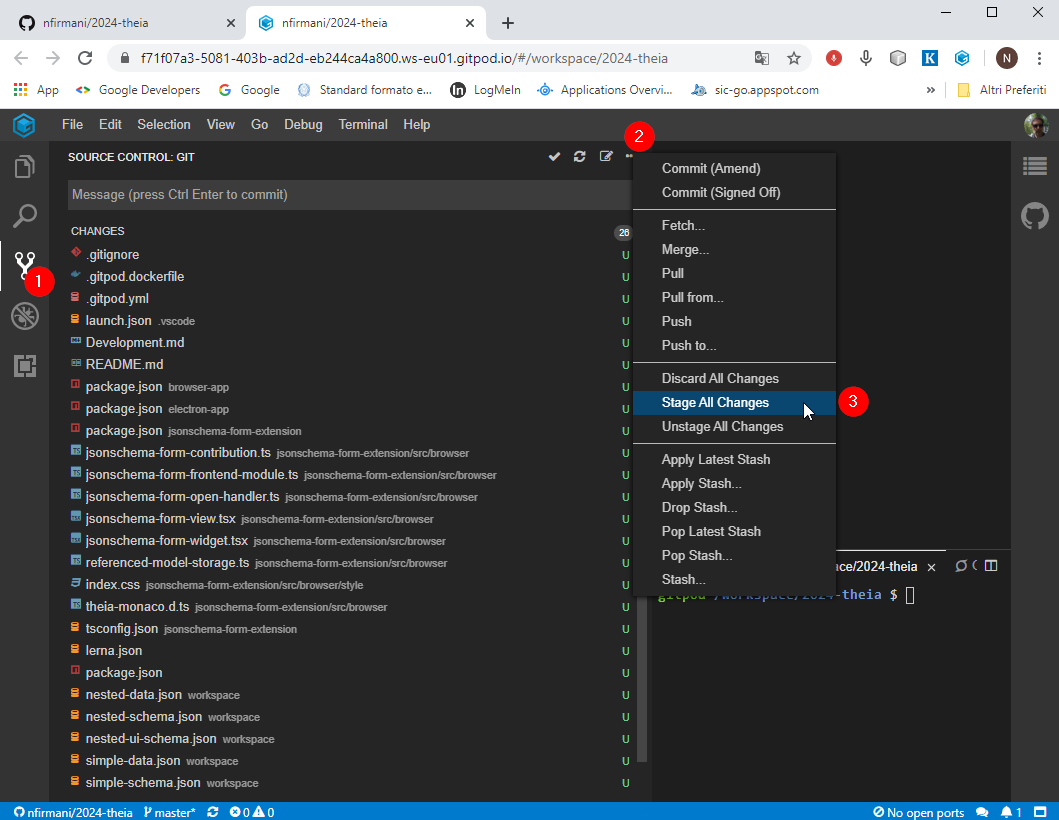 nfirmani/2024-theia
nfirmani/2024-theia
f71f07a3-5081-403b-ad2d-eb244ca4a800.ws-eu01.gitpod.io/#/workspace/2024-theia
K N
App Google Developers Google Standard formato e... LogMeIn Applications Overvi... sic-go.appspot.com » Altri Preferiti
File Edit Selection View Go Debug Terminal Help
2
SOURCE CONTROL: GIT
Message (press Ctrl Enter to commit)
CHANGES 26
1
.gitignore U
.gitpod.dockerfile U
.gitpod.yml U
launch.json .vscode U
Development.md U
README.md U
package.json browser-app U
package.json electron-app U
package.json jsonschema-form-extension U
jsonschema-form-contribution.ts jsonschema-form-extension/src/browser U
jsonschema-form-frontend-module.ts jsonschema-form-extension/src/browser U
jsonschema-form-open-handler.ts jsonschema-form-extension/src/browser U
jsonschema-form-view.tsx jsonschema-form-extension/src/browser U
jsonschema-form-widget.tsx jsonschema-form-extension/src/browser U
referenced-model-storage.ts jsonschema-form-extension/src/browser U
index.css jsonschema-form-extension/src/browser/style U
theia-monaco.d.ts jsonschema-form-extension/src/browser U
tsconfig.json jsonschema-form-extension U
lerna.json U
package.json U
nested-data.json workspace U
nested-schema.json workspace U
nested-ui-schema.json workspace U
simple-data.json workspace U
simple-schema.json workspace U
Commit (Amend)
Commit (Signed Off)
Fetch...
Merge...
Pull
Pull from...
Push
Push to...
Discard All Changes
Stage All Changes
3
Unstage All Changes
Apply Latest Stash
Apply Stash...
Drop Stash...
Pop Latest Stash
Pop Stash...
Stash...
ce/2024-theia
gitpod /workspace/2024-theia $
nfirmani/2024-theia master* 0 0 No open ports 1